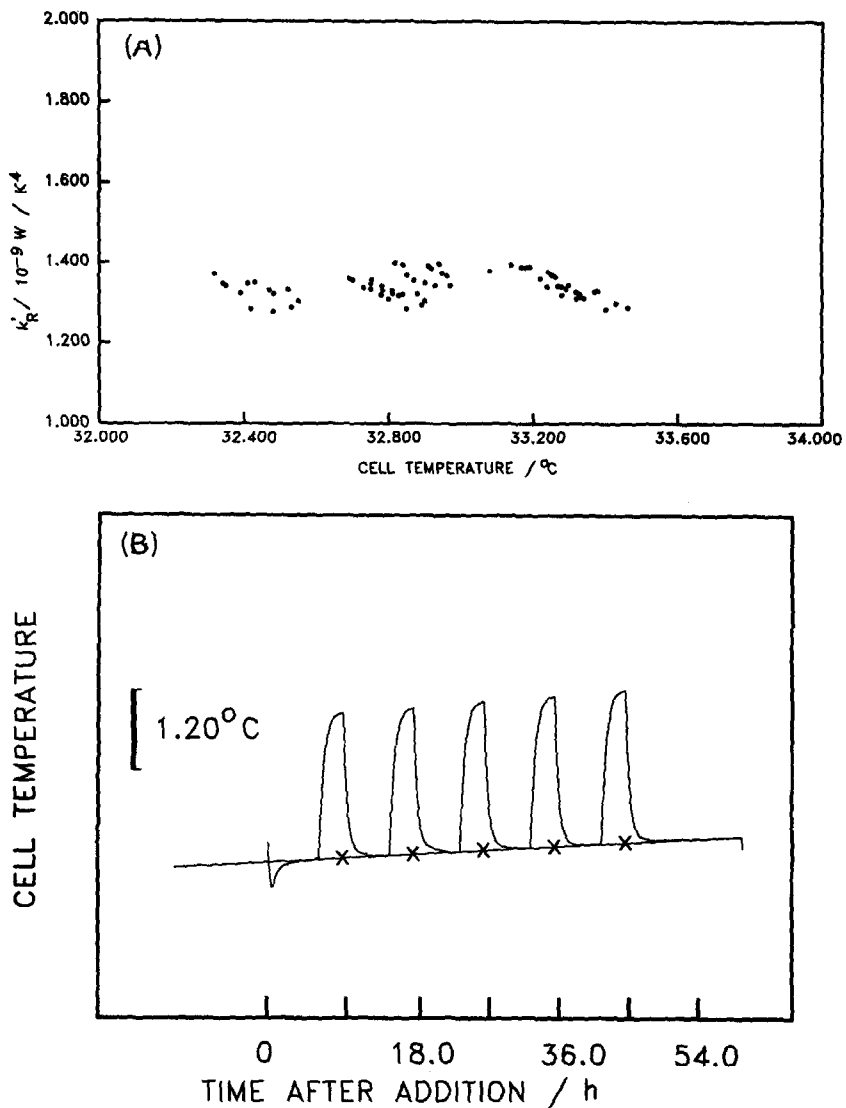 (A)
2.000
1.800
1.600
1.400
1.200
1.000
k'R / 10⁻⁹ W / K⁴
32.000 32.400 32.800 33.200 33.600 34.000
CELL TEMPERATURE / °C
(B)
CELL TEMPERATURE
1.20°C
0 18.0 36.0 54.0
TIME AFTER ADDITION / h